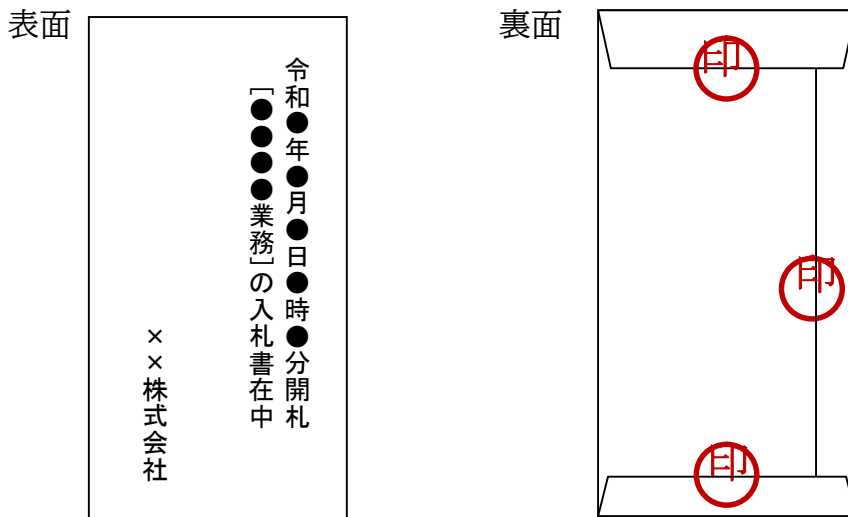 表面
令和●年●月●日●時●分開札
［●●●●業務］の入札書在中
××株式会社
裏面
印
印
印